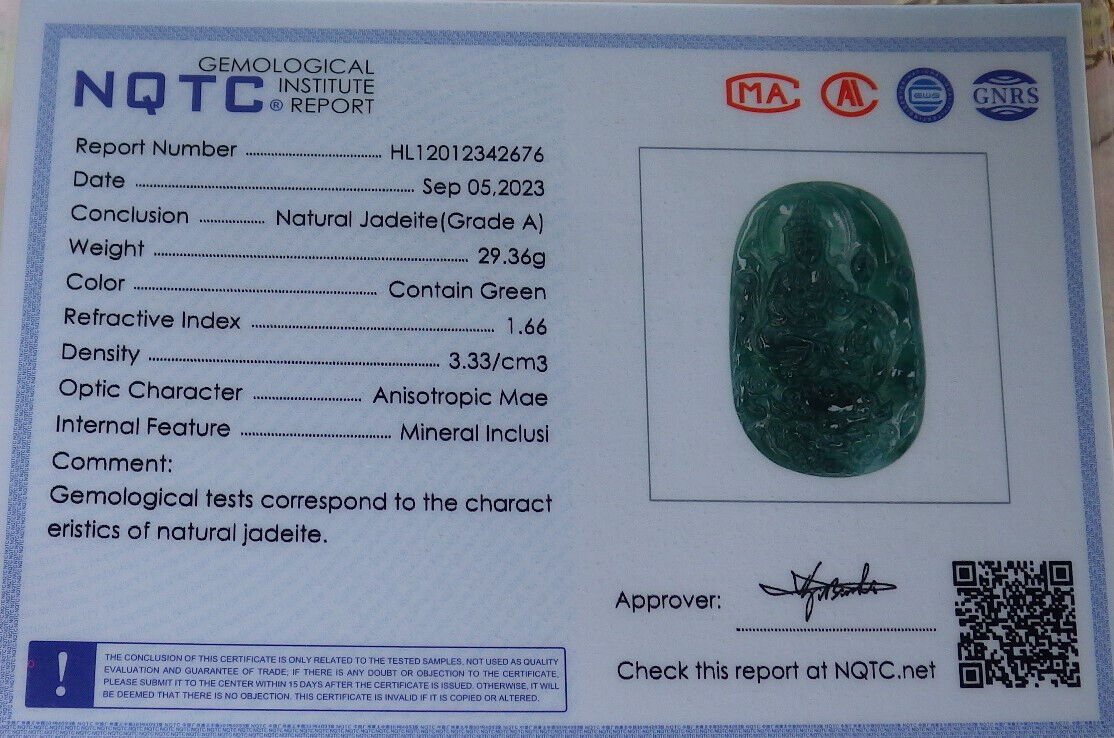 GEMOLOGICAL
INSTITUTE
NQTC ® REPORT
MA
GNRS
Report Number HL12012342676
Date Sep 05,2023
Conclusion Natural Jadeite(Grade A)
Weight 29.36g
Color Contain Green
Refractive Index 1.66
Density 3.33/cm3
Optic Character Anisotropic Mae
Internal Feature Mineral Inclusi
Comment:
Gemological tests correspond to the charact
eristics of natural jadeite.
Approver:
Check this report at NQTC.net
!
THE CONCLUSION OF THIS CERTIFICATE IS ONLY RELATED TO THE TESTED SAMPLES, NOT USED AS QUALITY
EVALUATION AND GUARANTEE OF TRADE; IF THERE IS ANY DOUBT OR OBJECTION TO THE CERTIFICATE,
PLEASE SUBMIT IT TO THE CENTER WITHIN 15 DAYS AFTER THE CERTIFICATE IS ISSUED. OTHERWISE, IT WILL
BE DEEMED THAT THERE IS NO OBJECTION. THIS CERTIFICATE IS INVALID IF IT IS COPIED OR ALTERED.